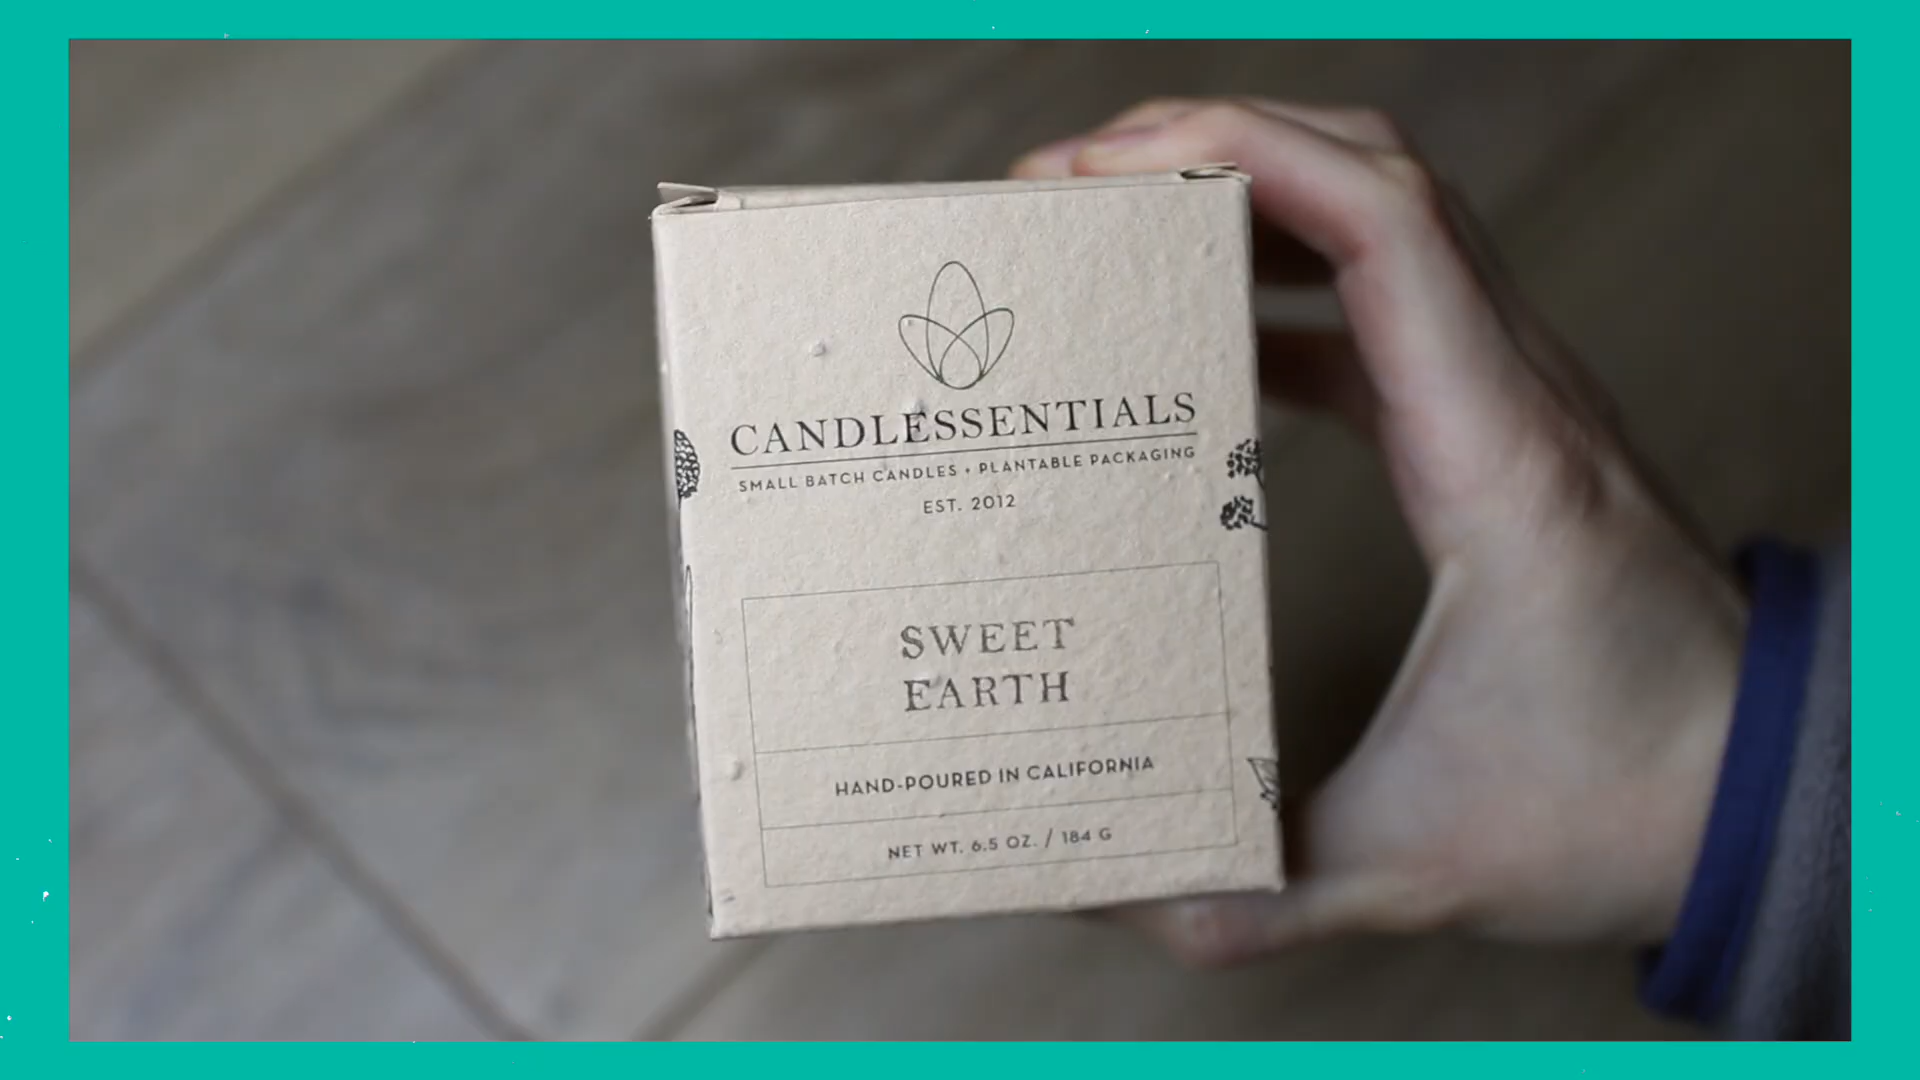 CANDLESSENTIALS
SMALL BATCH CANDLES • PLANTABLE PACKAGING
EST. 2012
SWEET
EARTH
HAND-POURED IN CALIFORNIA
NET WT. 6.5 OZ. / 184 G